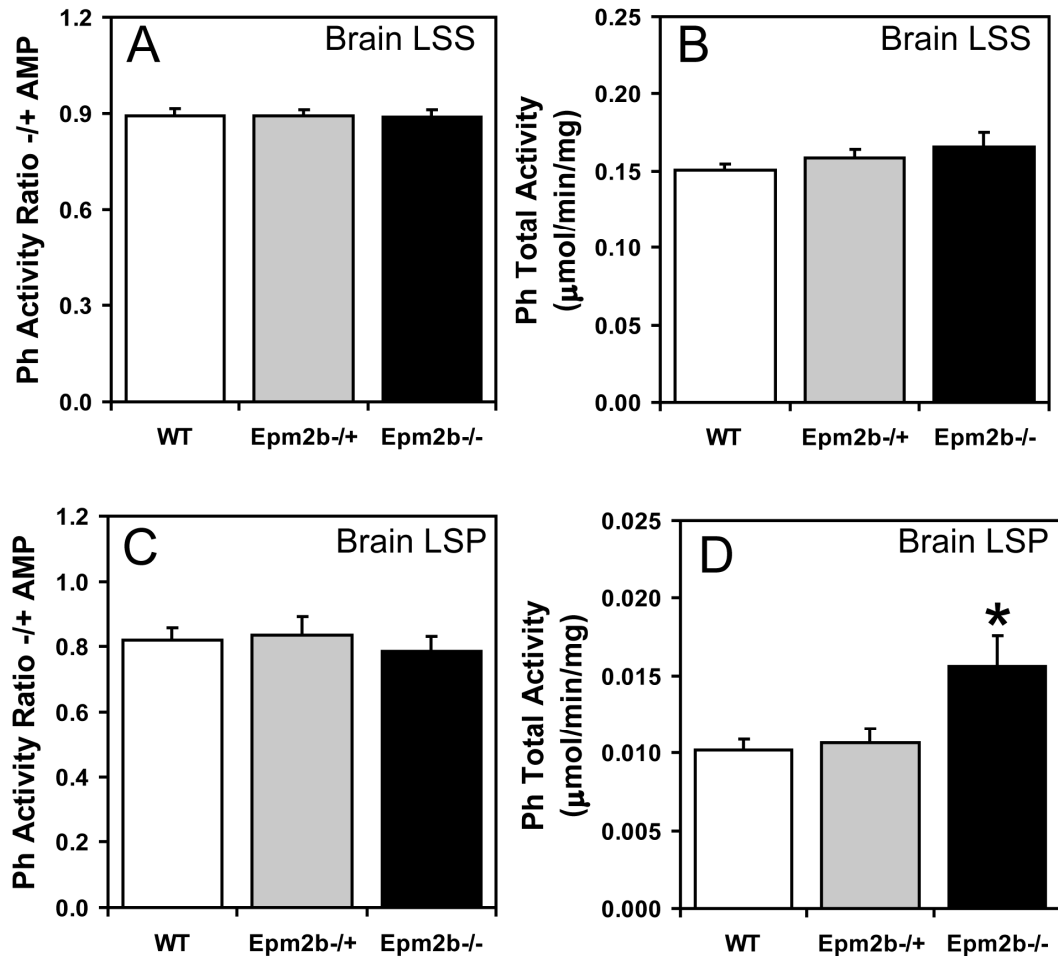 A
Brain LSS
Ph Activity Ratio -/+ AMP
1.2
0.9
0.6
0.3
0.0
WT
Epm2b-/+
Epm2b-/-
B
Brain LSS
Ph Total Activity
(μmol/min/mg)
0.25
0.20
0.15
0.10
0.05
0.00
WT
Epm2b-/+
Epm2b-/-
C
Brain LSP
Ph Activity Ratio -/+ AMP
1.2
1.0
0.8
0.6
0.4
0.2
0.0
WT
Epm2b-/+
Epm2b-/-
D
Brain LSP
Ph Total Activity
(μmol/min/mg)
0.025
0.020
0.015
0.010
0.005
0.000
*
WT
Epm2b-/+
Epm2b-/-